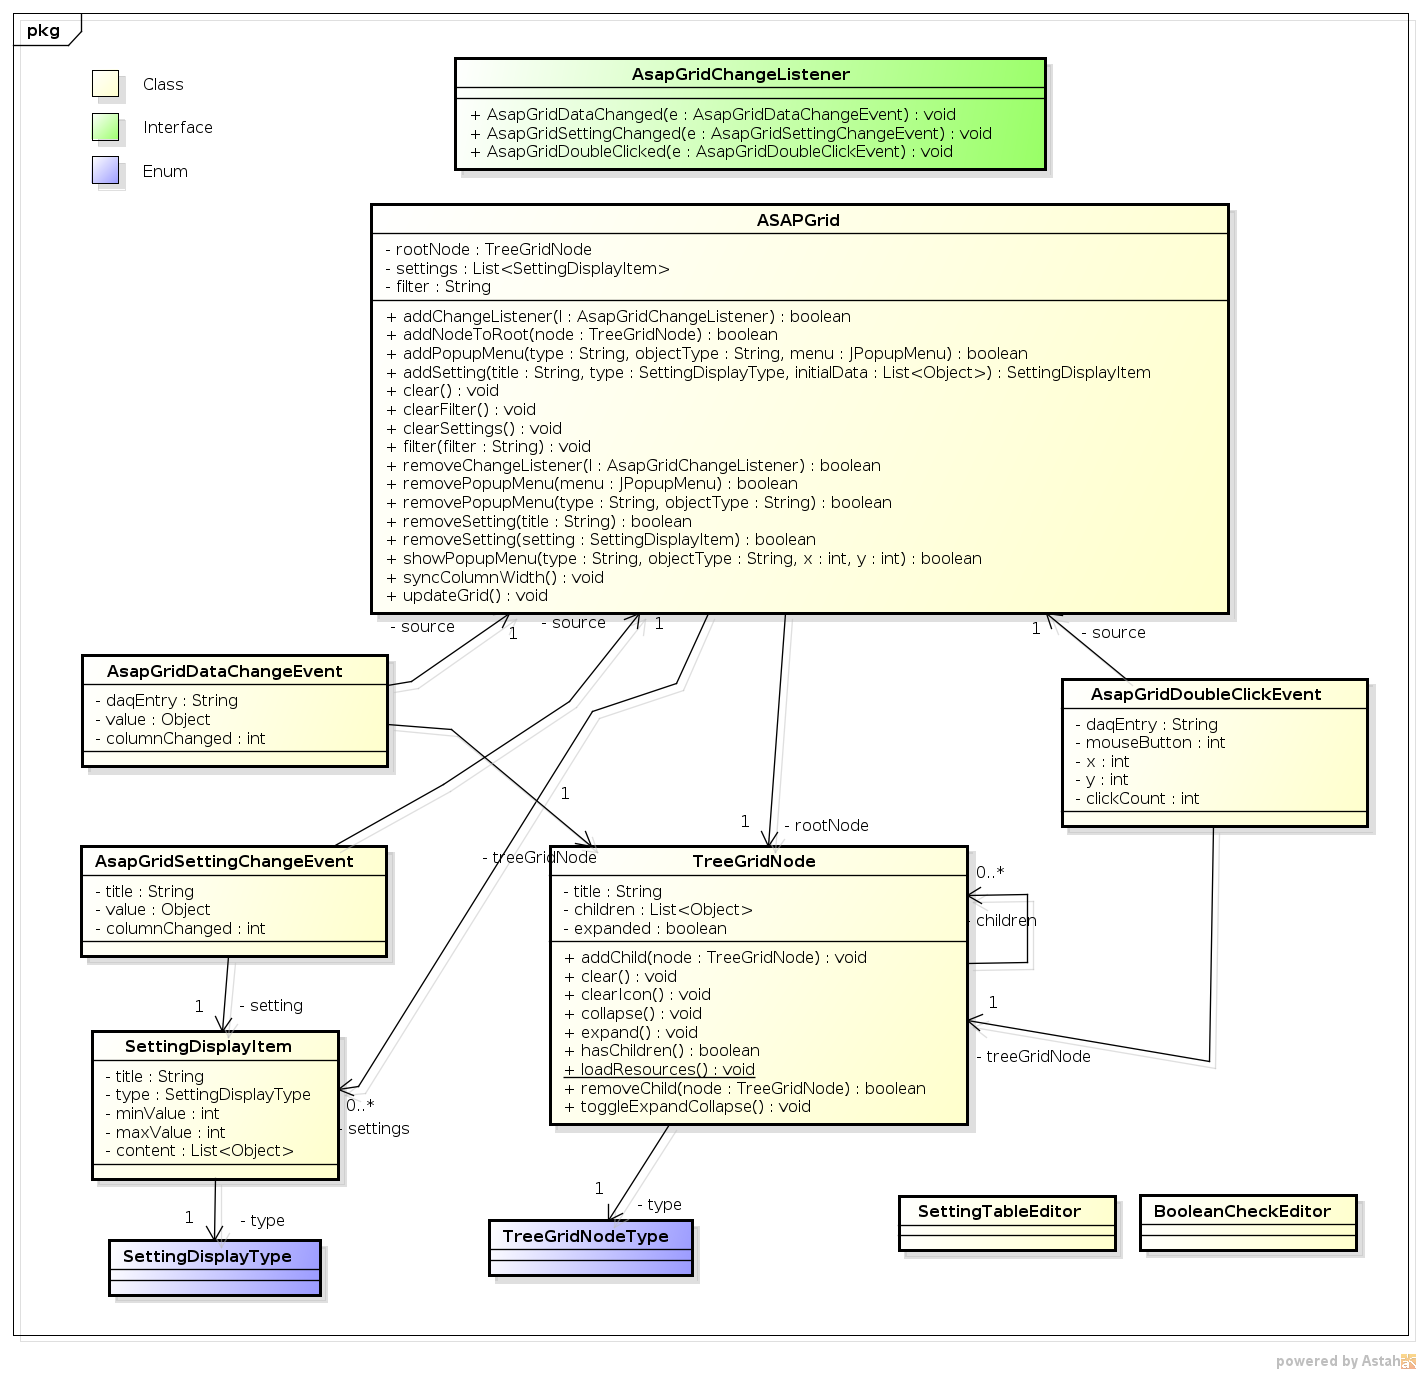 pkg
Class
Interface
Enum
AsapGridChangeListener
+ AsapGridDataChanged(e : AsapGridDataChangeEvent) : void
+ AsapGridSettingChanged(e : AsapGridSettingChangeEvent) : void
+ AsapGridDoubleClicked(e : AsapGridDoubleClickEvent) : void
ASAPGrid
- rootNode : TreeGridNode
- settings : List<SettingDisplayItem>
- filter : String
+ addChangeListener(l : AsapGridChangeListener) : boolean
+ addNodeToRoot(node : TreeGridNode) : boolean
+ addPopupMenu(type : String, objectType : String, menu : JPopupMenu) : boolean
+ addSetting(title : String, type : SettingDisplayType, initialData : List<Object>) : SettingDisplayItem
+ clear() : void
+ clearFilter() : void
+ clearSettings() : void
+ filter(filter : String) : void
+ removeChangeListener(l : AsapGridChangeListener) : boolean
+ removePopupMenu(menu : JPopupMenu) : boolean
+ removePopupMenu(type : String, objectType : String) : boolean
+ removeSetting(title : String) : boolean
+ removeSetting(setting : SettingDisplayItem) : boolean
+ showPopupMenu(type : String, objectType : String, x : int, y : int) : boolean
+ syncColumnWidth() : void
+ updateGrid() : void
- source
1
- source
1
1
- source
AsapGridDataChangeEvent
- daqEntry : String
- value : Object
- columnChanged : int
AsapGridDoubleClickEvent
- daqEntry : String
- mouseButton : int
- x : int
- y : int
- clickCount : int
1
- treeGridNode
1
- rootNode
AsapGridSettingChangeEvent
- title : String
- value : Object
- columnChanged : int
TreeGridNode
- title : String
- children : List<Object>
- expanded : boolean
+ addChild(node : TreeGridNode) : void
+ clear() : void
+ clearIcon() : void
+ collapse() : void
+ expand() : void
+ hasChildren() : boolean
+ loadResources() : void
+ removeChild(node : TreeGridNode) : boolean
+ toggleExpandCollapse() : void
0..*
- children
1
- treeGridNode
1
- setting
SettingDisplayItem
- title : String
- type : SettingDisplayType
- minValue : int
- maxValue : int
- content : List<Object>
0..*
- settings
1
- type
SettingDisplayType
1
- type
TreeGridNodeType
SettingTableEditor
BooleanCheckEditor
powered by Astah